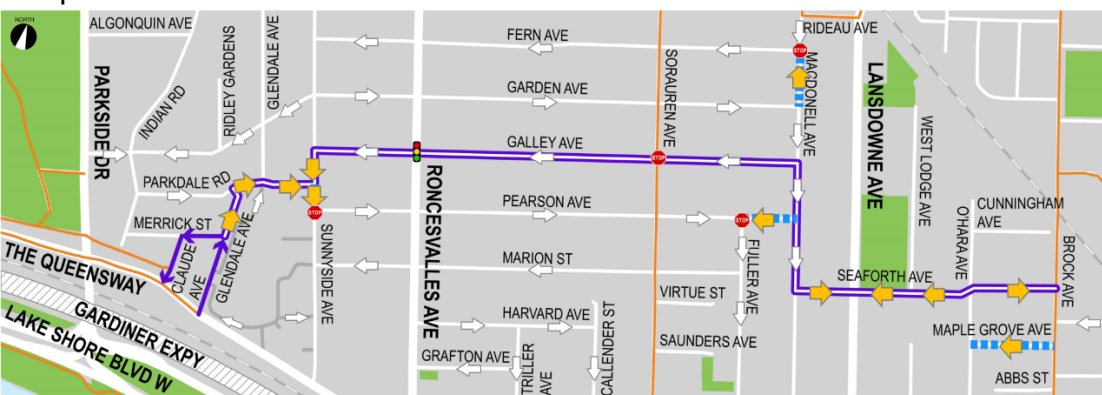 NORTH
ALGONQUIN AVE
PARKSIDE DR
INDIAN RD
RIDLEY GARDENS
GLENDALE AVE
FERN AVE
GARDEN AVE
GALLEY AVE
SORAUREN AVE
STOP
RIDEAU AVE
MACDONELL AVE
LANSDOWNE AVE
WEST LODGE AVE
STOP
PARKDALE RD
MERRICK ST
CLAUDE AVE
GLENDALE AVE
STOP
SUNNYSIDE AVE
RONCESVALLES AVE
PEARSON AVE
STOP
MARION ST
FULLER AVE
VIRTUE ST
SAUNDERS AVE
HARVARD AVE
GRAFTON AVE
TRILLER AVE
CALLENDER ST
SEAFORTH AVE
O'HARA AVE
CUNNINGHAM AVE
BROCK AVE
MAPLE GROVE AVE
ABBS ST
THE QUEENSWAY
GARDINER EXPY
LAKE SHORE BLVD W